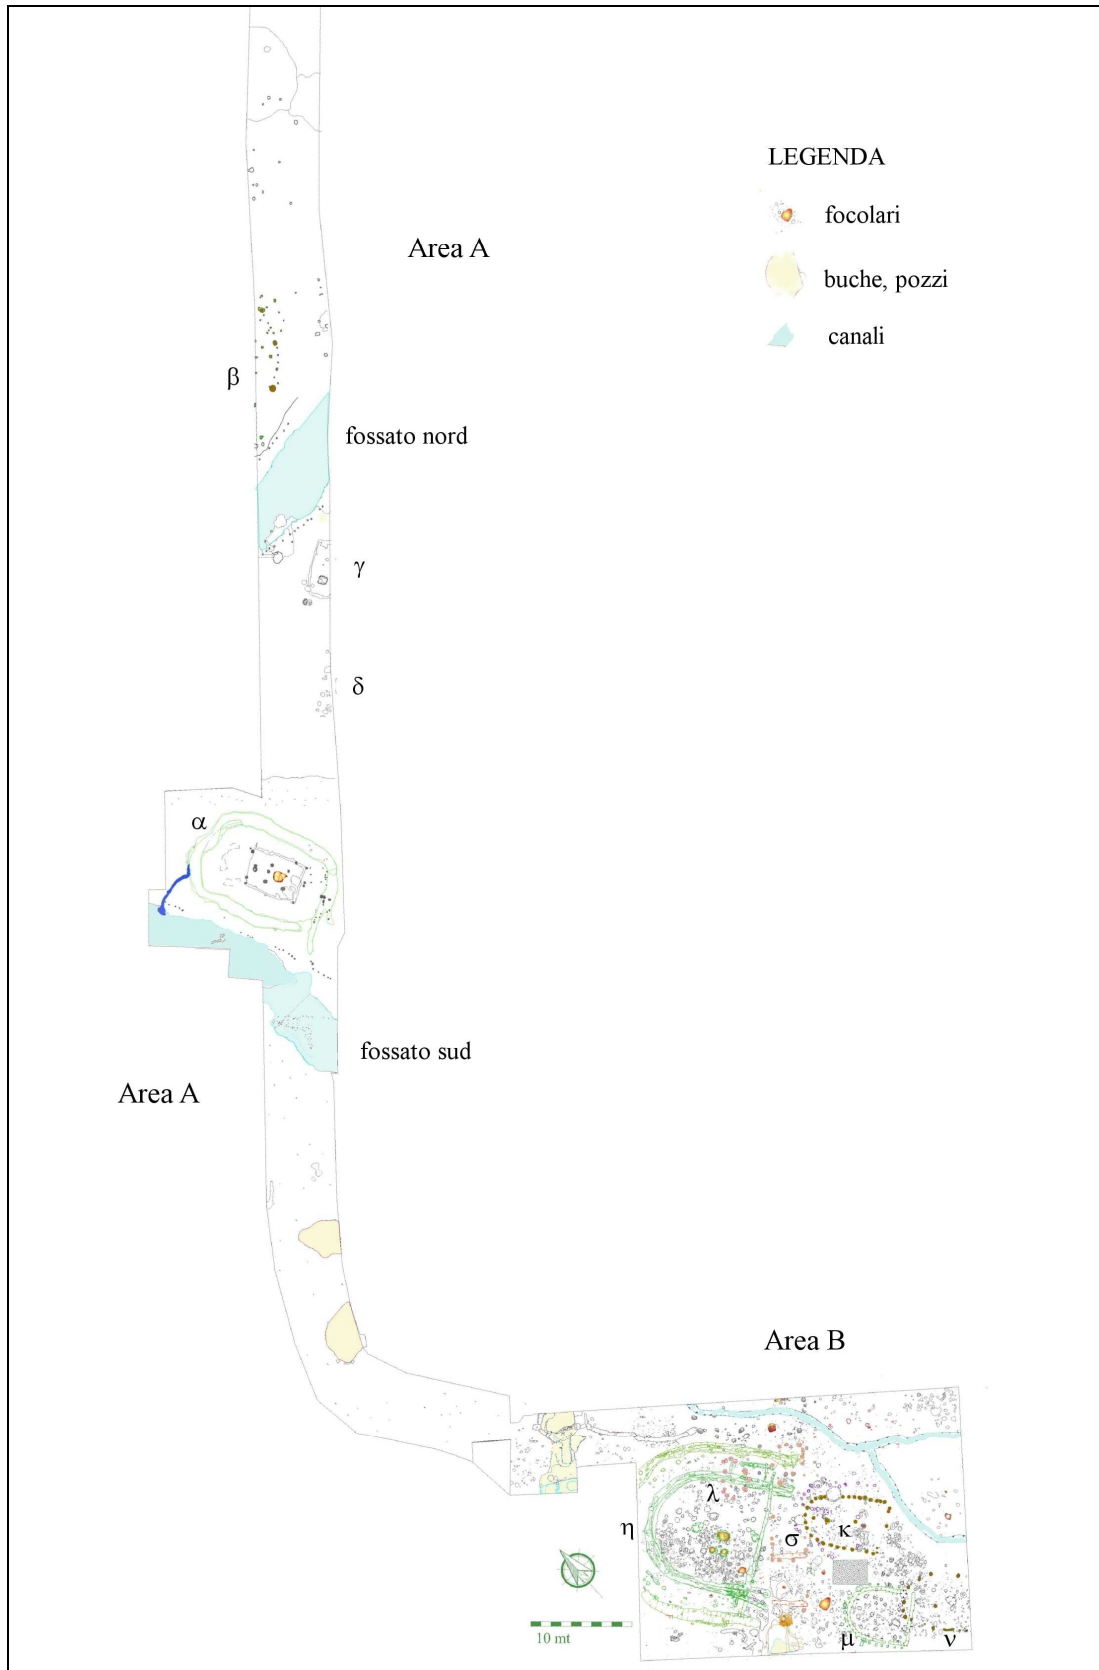 LEGENDA
focolari
buche, pozzi
canali
Area A
β
fossato nord
γ
δ
α
fossato sud
Area A
Area B
λ
η
σ
κ
μ
ν
10 mt